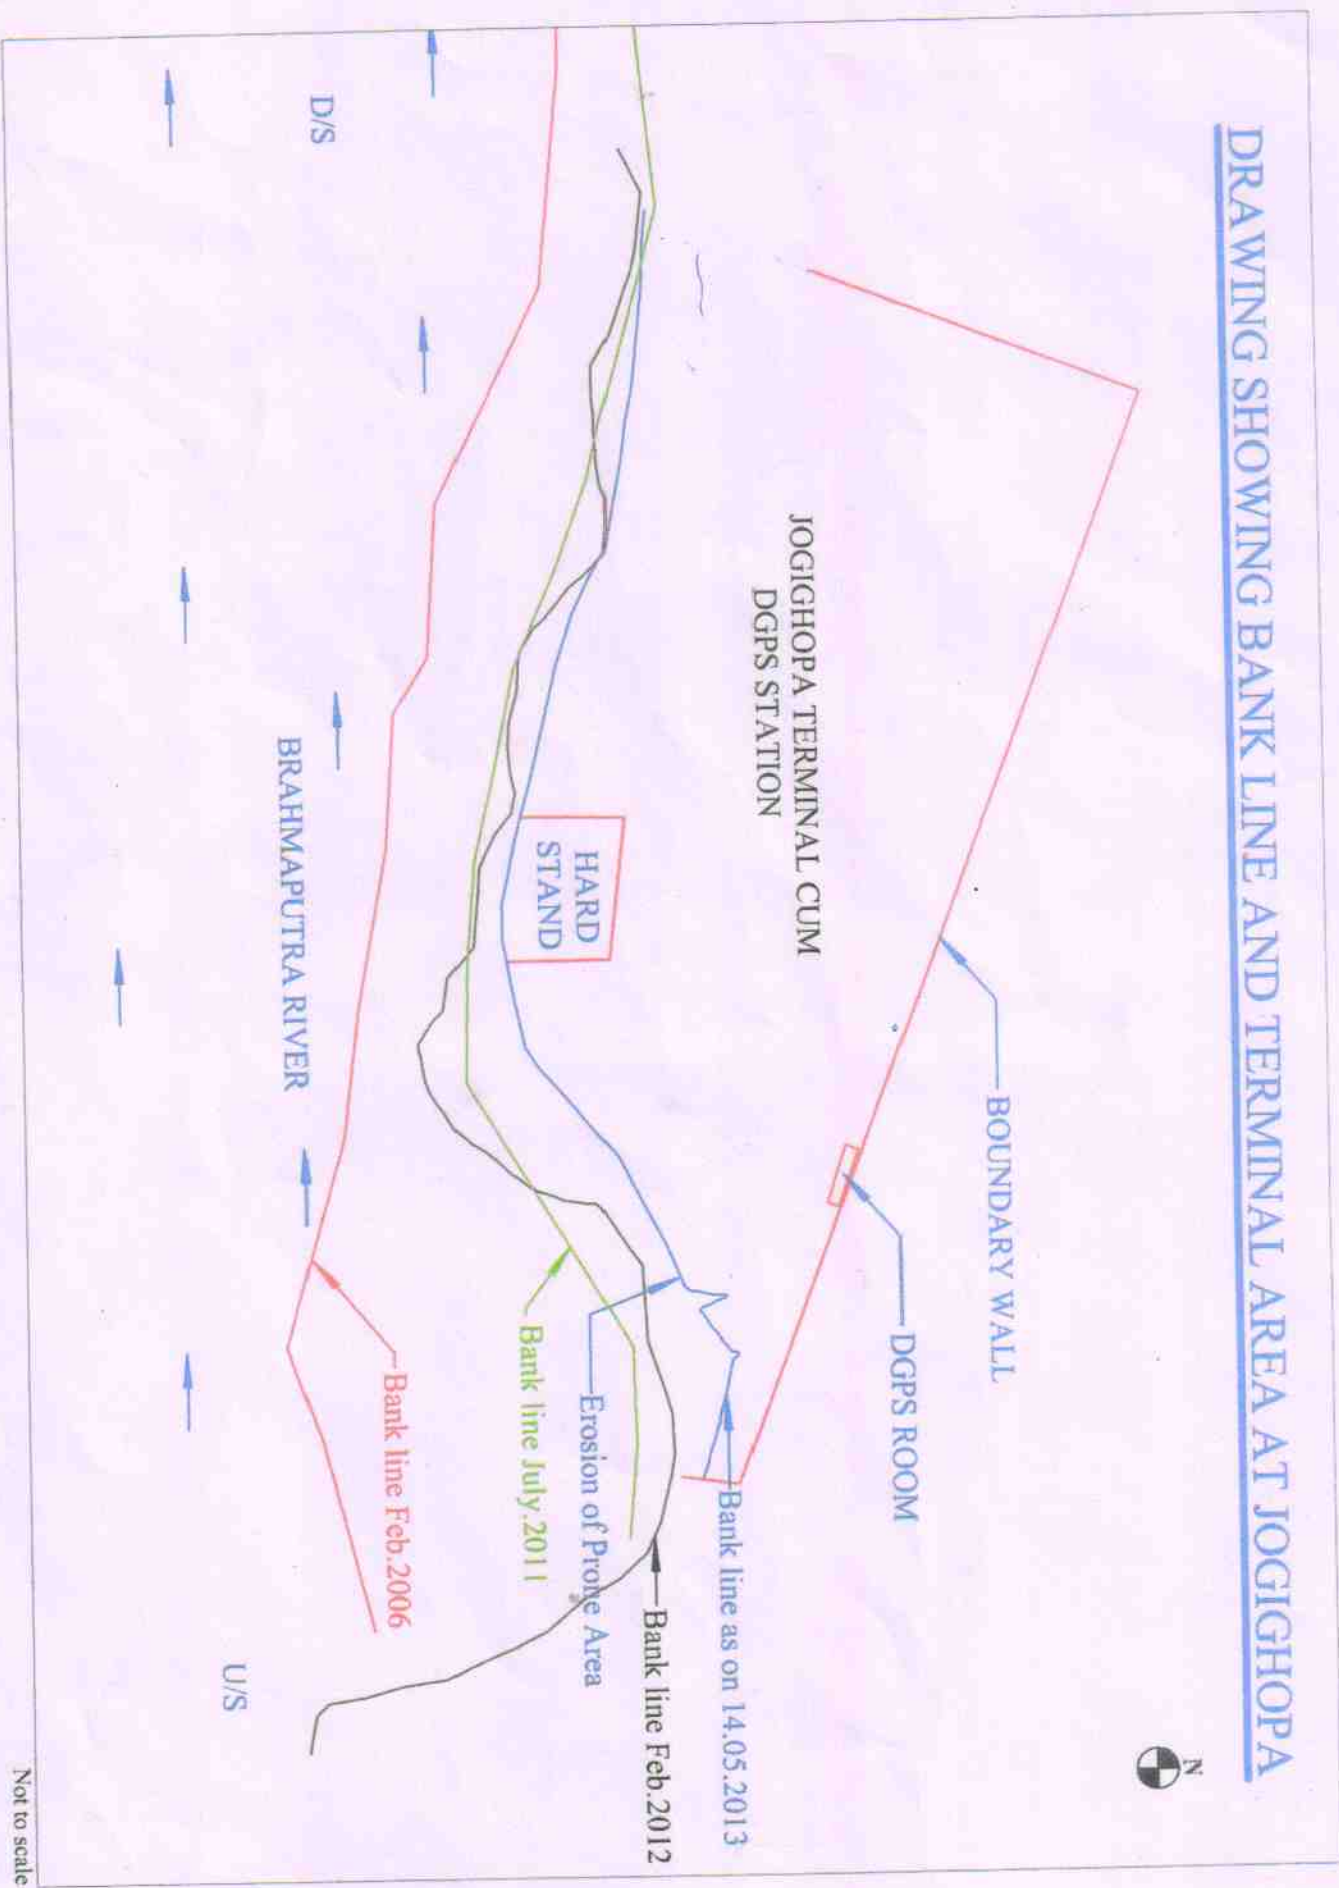 DRAWING SHOWING BANK LINE AND TERMINAL AREA AT JOGIGHOPA
N
BOUNDARY WALL
DGPS ROOM
JOGIGHOPA TERMINAL CUM
DGPS STATION
Bank line as on 14.05.2013
Bank line Feb.2012
HARD
STAND
Erosion of Prone Area
Bank line July.2011
Bank line Feb.2006
D/S
BRAHMAPUTRA RIVER
U/S
Not to scale